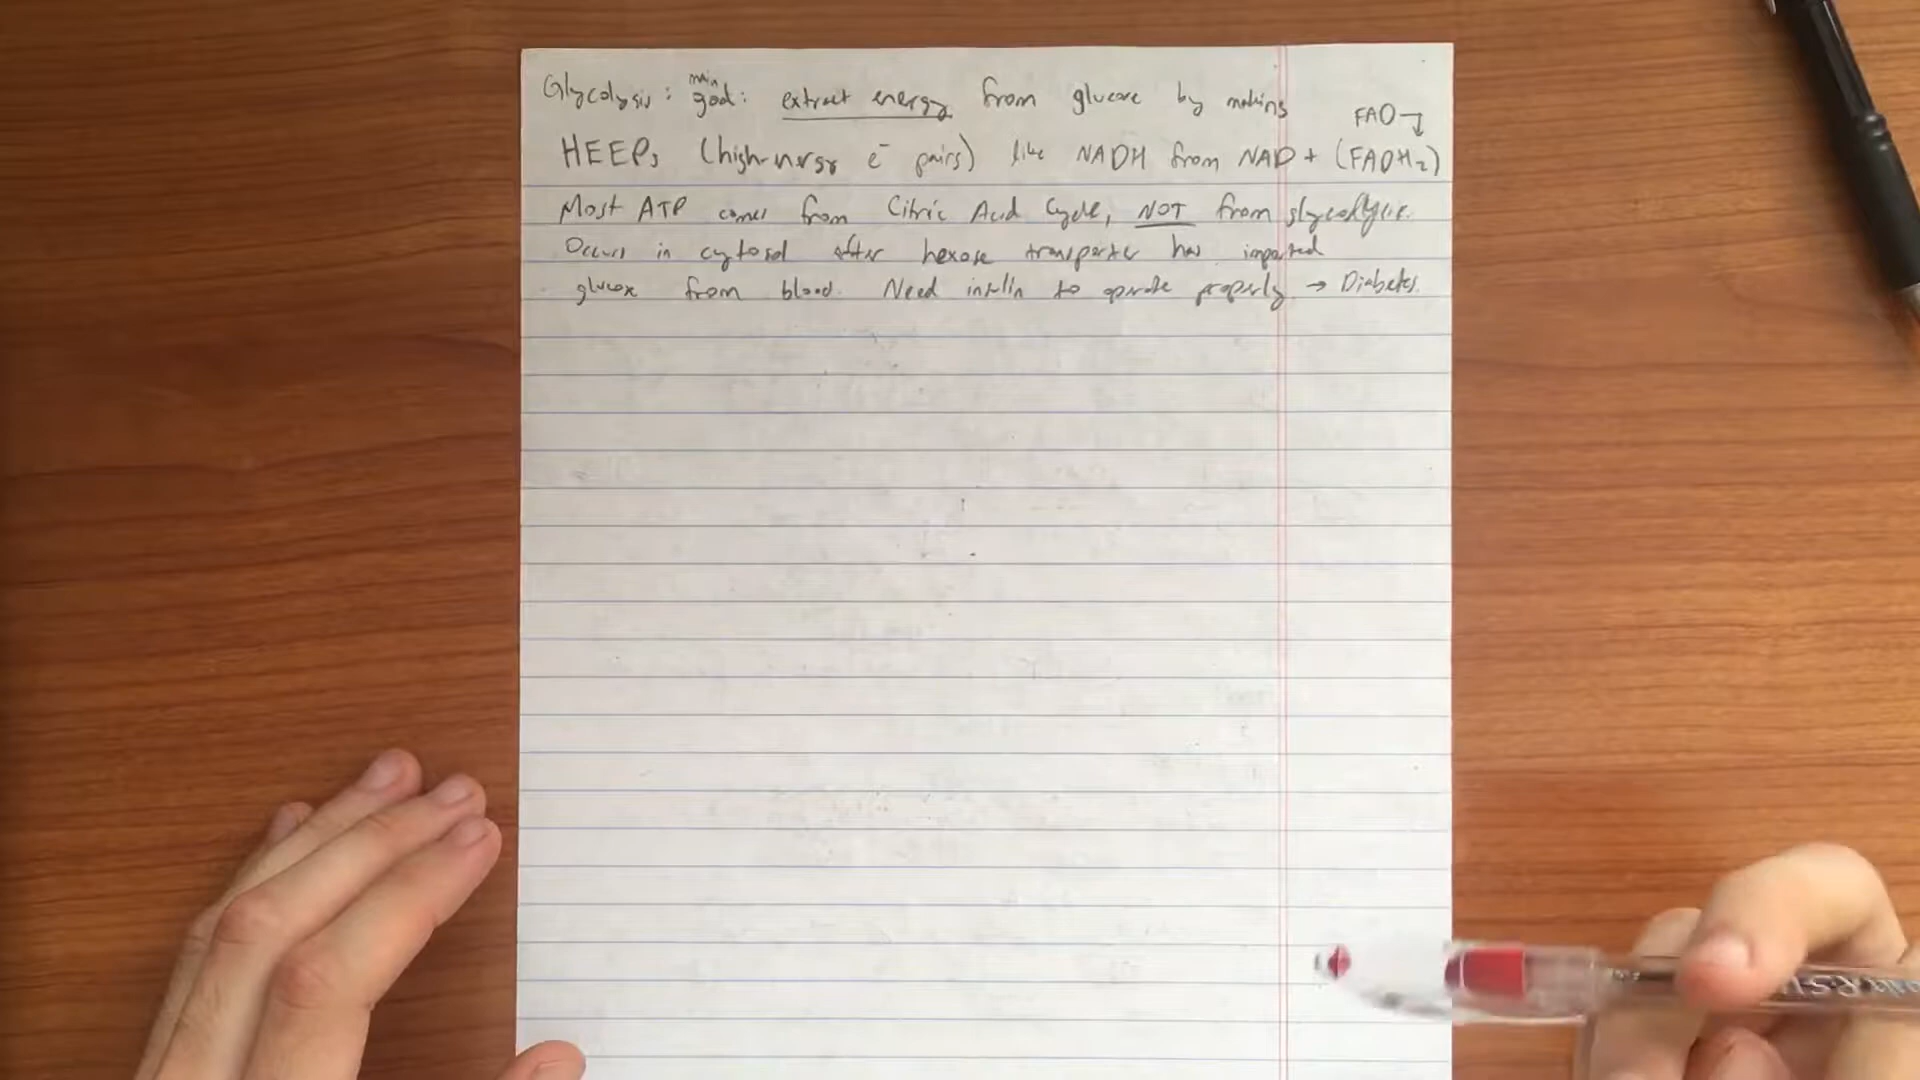 Glycolysis: main goal: extract energy from glucose by making
FAD
HEEPs (high-nergy e⁻ pairs) like NADH from NAD+ (FADH₂)
Most ATP comes from Citric Acid Cycle, NOT from glycolysis.
Occurs in cytosol after hexose transporter has imported
glucose from blood. Need insulin to operate properly → Diabetes.